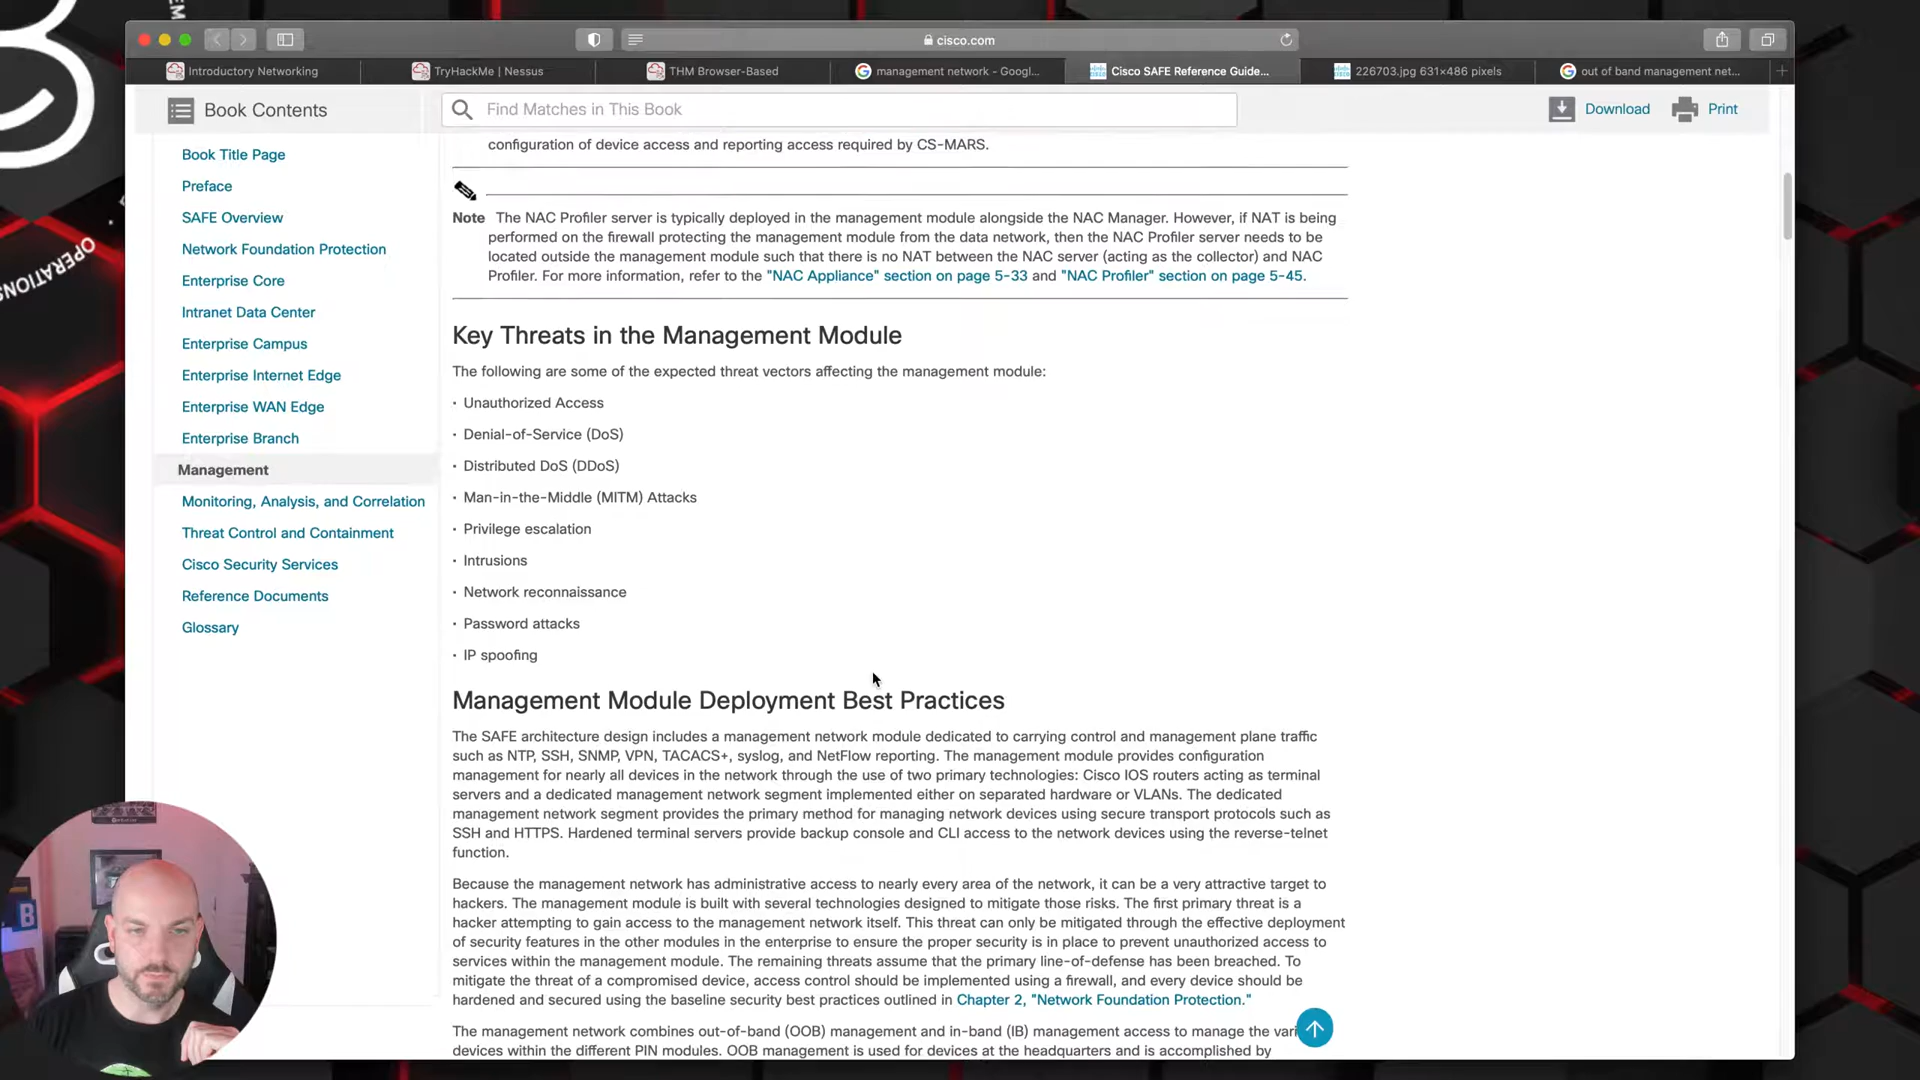 cisco.com
Introductory Networking
TryHackMe | Nessus
THM Browser-Based
management network - Googl...
Cisco SAFE Reference Guide...
226703.jpg 631×486 pixels
out of band management net...
Book Contents
Find Matches in This Book
Download
Print
Book Title Page
Preface
SAFE Overview
Network Foundation Protection
Enterprise Core
Intranet Data Center
Enterprise Campus
Enterprise Internet Edge
Enterprise WAN Edge
Enterprise Branch
Management
Monitoring, Analysis, and Correlation
Threat Control and Containment
Cisco Security Services
Reference Documents
Glossary
configuration of device access and reporting access required by CS-MARS.
Note The NAC Profiler server is typically deployed in the management module alongside the NAC Manager. However, if NAT is being
performed on the firewall protecting the management module from the data network, then the NAC Profiler server needs to be
located outside the management module such that there is no NAT between the NAC server (acting as the collector) and NAC
Profiler. For more information, refer to the "NAC Appliance" section on page 5-33 and "NAC Profiler" section on page 5-45.
Key Threats in the Management Module
The following are some of the expected threat vectors affecting the management module:
· Unauthorized Access
· Denial-of-Service (DoS)
· Distributed DoS (DDoS)
· Man-in-the-Middle (MITM) Attacks
· Privilege escalation
· Intrusions
· Network reconnaissance
· Password attacks
· IP spoofing
Management Module Deployment Best Practices
The SAFE architecture design includes a management network module dedicated to carrying control and management plane traffic
such as NTP, SSH, SNMP, VPN, TACACS+, syslog, and NetFlow reporting. The management module provides configuration
management for nearly all devices in the network through the use of two primary technologies: Cisco IOS routers acting as terminal
servers and a dedicated management network segment implemented either on separated hardware or VLANs. The dedicated
management network segment provides the primary method for managing network devices using secure transport protocols such as
SSH and HTTPS. Hardened terminal servers provide backup console and CLI access to the network devices using the reverse-telnet
function.
Because the management network has administrative access to nearly every area of the network, it can be a very attractive target to
hackers. The management module is built with several technologies designed to mitigate those risks. The first primary threat is a
hacker attempting to gain access to the management network itself. This threat can only be mitigated through the effective deployment
of security features in the other modules in the enterprise to ensure the proper security is in place to prevent unauthorized access to
services within the management module. The remaining threats assume that the primary line-of-defense has been breached. To
mitigate the threat of a compromised device, access control should be implemented using a firewall, and every device should be
hardened and secured using the baseline security best practices outlined in Chapter 2, "Network Foundation Protection."
The management network combines out-of-band (OOB) management and in-band (IB) management access to manage the vari
devices within the different PIN modules. OOB management is used for devices at the headquarters and is accomplished by
OPERATIONS
B